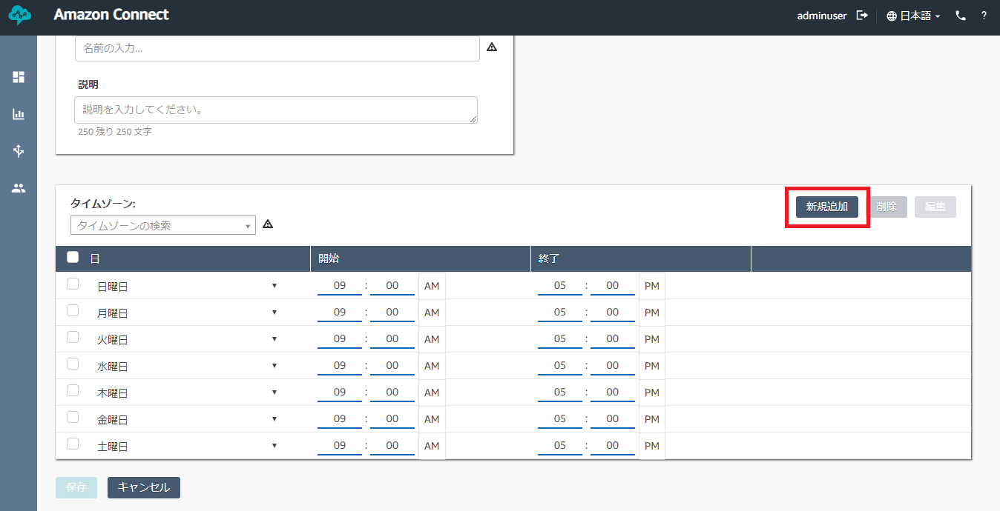 Amazon Connect
adminuser 日本語 ?
名前の入力...
説明
説明を入力してください。
250 残り 250 文字
タイムゾーン:
タイムゾーンの検索
新規追加 削除 編集
日 開始 終了
日曜日 09 : 00 AM 05 : 00 PM
月曜日 09 : 00 AM 05 : 00 PM
火曜日 09 : 00 AM 05 : 00 PM
水曜日 09 : 00 AM 05 : 00 PM
木曜日 09 : 00 AM 05 : 00 PM
金曜日 09 : 00 AM 05 : 00 PM
土曜日 09 : 00 AM 05 : 00 PM
保存 キャンセル